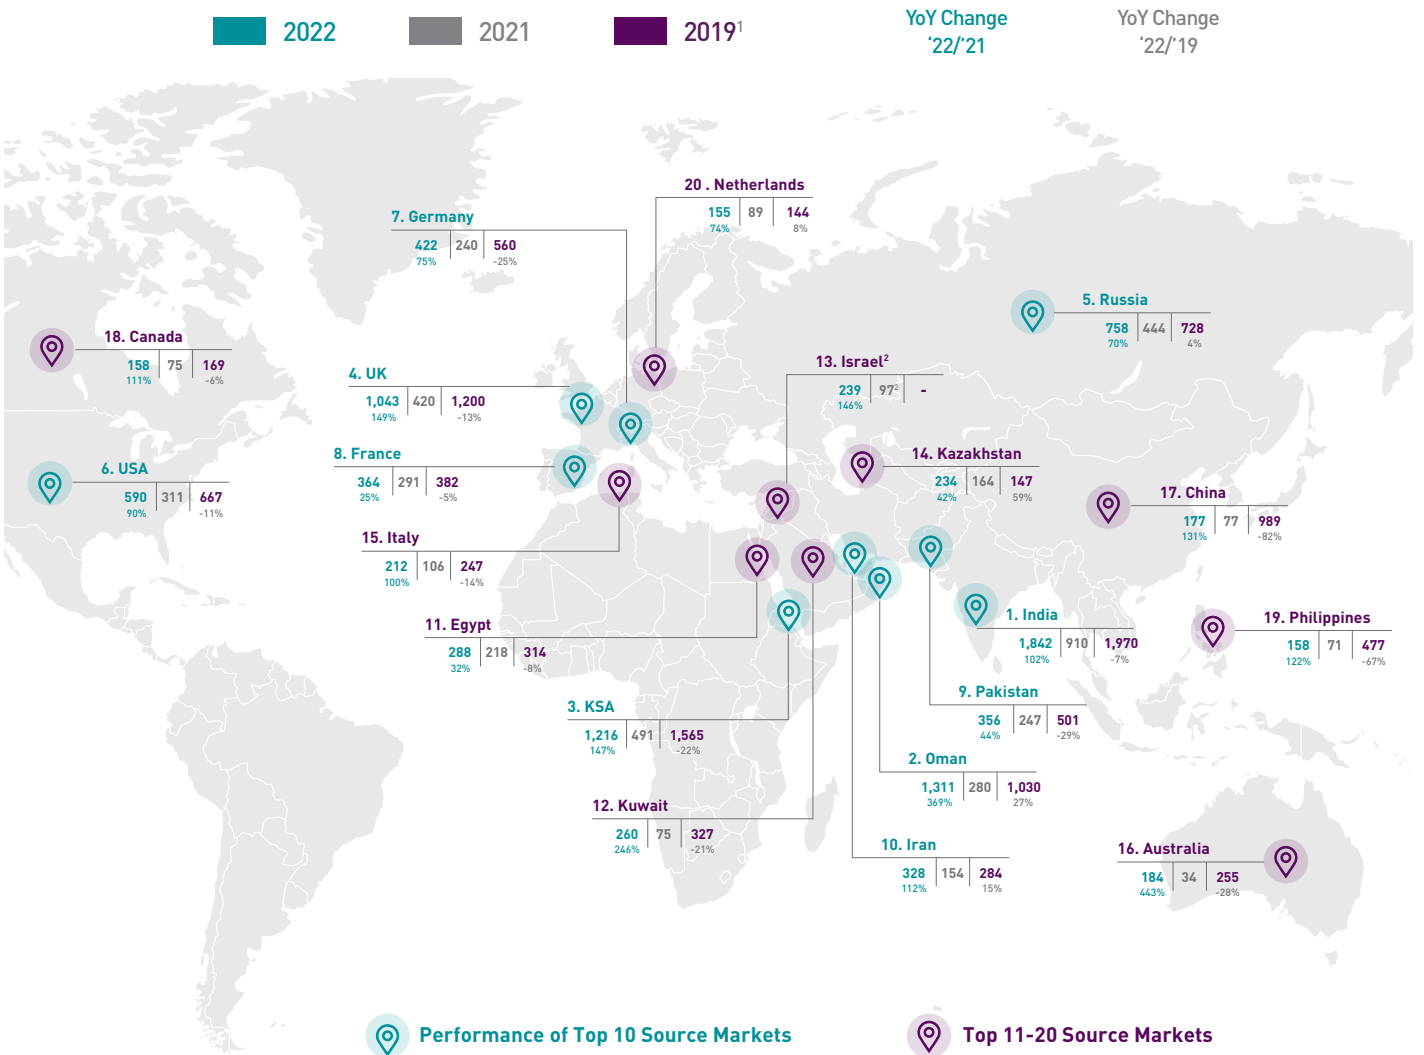 2022
2021
2019¹
YoY Change
‘22/’21
YoY Change
‘22/’19
20 . Netherlands
155 89 144
74% 8%
7. Germany
422 240 560
75% -25%
5. Russia
758 444 728
70% 4%
18. Canada
158 75 169
111% -6%
13. Israel²
239 97² -
146%
4. UK
1,043 420 1,200
149% -13%
8. France
364 291 382
25% -5%
14. Kazakhstan
234 164 147
42% 59%
6. USA
590 311 667
90% -11%
17. China
177 77 989
131% -82%
15. Italy
212 106 247
100% -14%
11. Egypt
288 218 314
32% -8%
1. India
1,842 910 1,970
102% -7%
19. Philippines
158 71 477
122% -67%
3. KSA
1,216 491 1,565
147% -22%
9. Pakistan
356 247 501
44% -29%
2. Oman
1,311 280 1,030
369% 27%
12. Kuwait
260 75 327
246% -21%
10. Iran
328 154 284
112% 15%
16. Australia
184 34 255
443% -28%
Performance of Top 10 Source Markets
Top 11-20 Source Markets